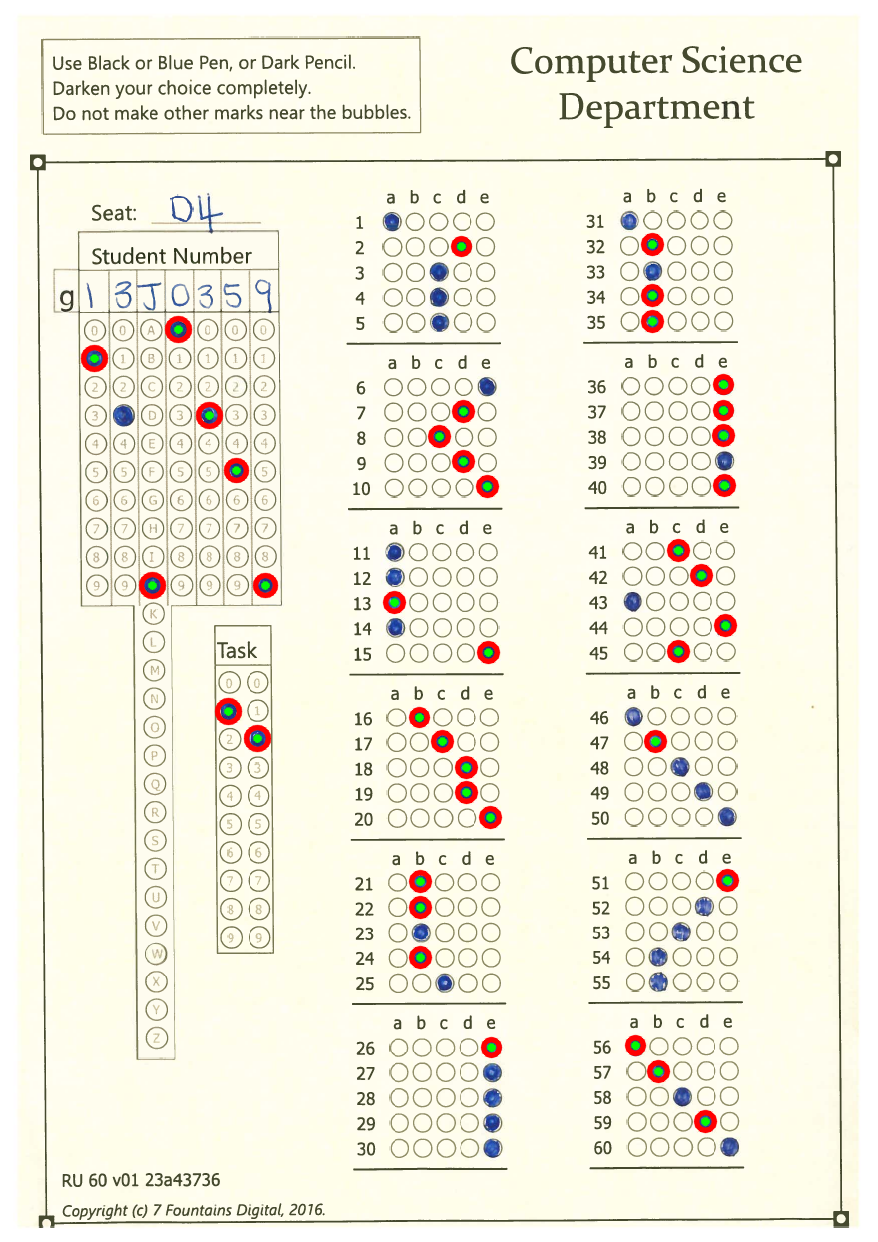 Use Black or Blue Pen, or Dark Pencil.
Darken your choice completely.
Do not make other marks near the bubbles.
Computer Science
Department
Seat: D4
Student Number
g 1 3 J 0 3 5 9
0 0 A 0 0 0
1 B 1 1 1 1
2 2 C 2 2 2 2
3 D 3 3 3
4 4 E 4 4 4 4
5 5 F 5 5 5
6 6 G 6 6 6 6
7 7 H 7 7 7 7
8 8 I 8 8 8 8
9 9 9 9 9
K
L
M
N
O
P
Q
R
S
T
U
V
W
X
Y
Z
Task
0 0
1
2
3 3
4 4
5 5
6 6
7 7
8 8
9 9
a b c d e
1
2
3
4
5
a b c d e
6
7
8
9
10
a b c d e
11
12
13
14
15
a b c d e
16
17
18
19
20
a b c d e
21
22
23
24
25
a b c d e
26
27
28
29
30
a b c d e
31
32
33
34
35
a b c d e
36
37
38
39
40
a b c d e
41
42
43
44
45
a b c d e
46
47
48
49
50
a b c d e
51
52
53
54
55
a b c d e
56
57
58
59
60
RU 60 v01 23a43736
Copyright (c) 7 Fountains Digital, 2016.